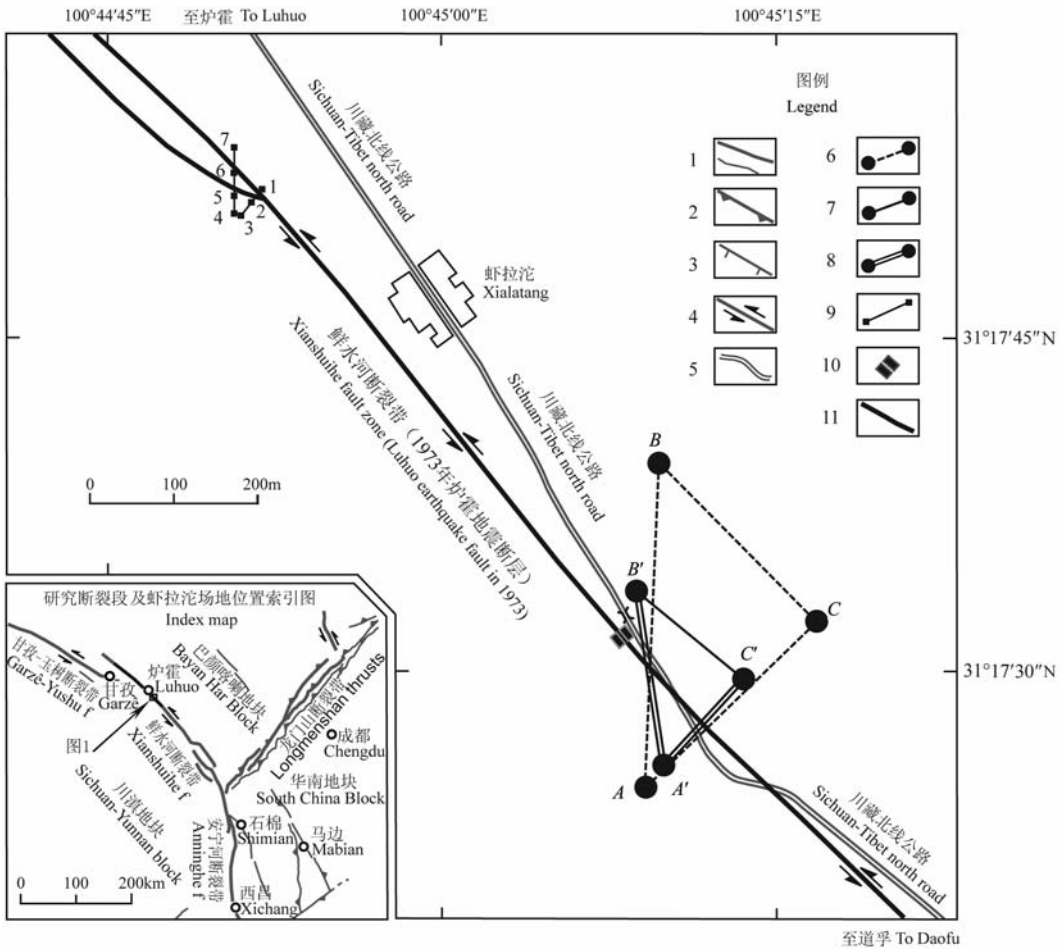 100°44′45″E
至炉霍 To Luhuo
100°45′00″E
100°45′15″E
图例
Legend
1
2
3
4
5
6
7
8
9
10
11
川藏北线公路
Sichuan-Tibet north road
7
6
5
4
3
2
1
虾拉沱
Xialatang
31°17′45″N
鲜水河断裂带（1973年炉霍地震断层）
Xianshuihe fault zone (Luhuo earthquake fault in 1973)
川藏北线公路
Sichuan-Tibet north road
0 100 200m
B
B′
C
C′
A
A′
31°17′30″N
川藏北线公路
Sichuan-Tibet north road
至道孚 To Daofu
研究断裂段及虾拉沱场地位置索引图
Index map
甘孜-玉树断裂带
Garzê-Yushu f
甘孜
Garzê
炉霍
Luhuo
巴颜喀喇地块
Bayan Har Block
龙门山断裂带
Longmenshan thrusts
成都
Chengdu
图1
鲜水河断裂带
Xianshuihe f
川滇地块
Sichuan-Yunnan block
华南地块
South China Block
石棉
Shimian
马边
Mabian
安宁河断裂带
Anninghe f
西昌
Xichang
0 100 200km